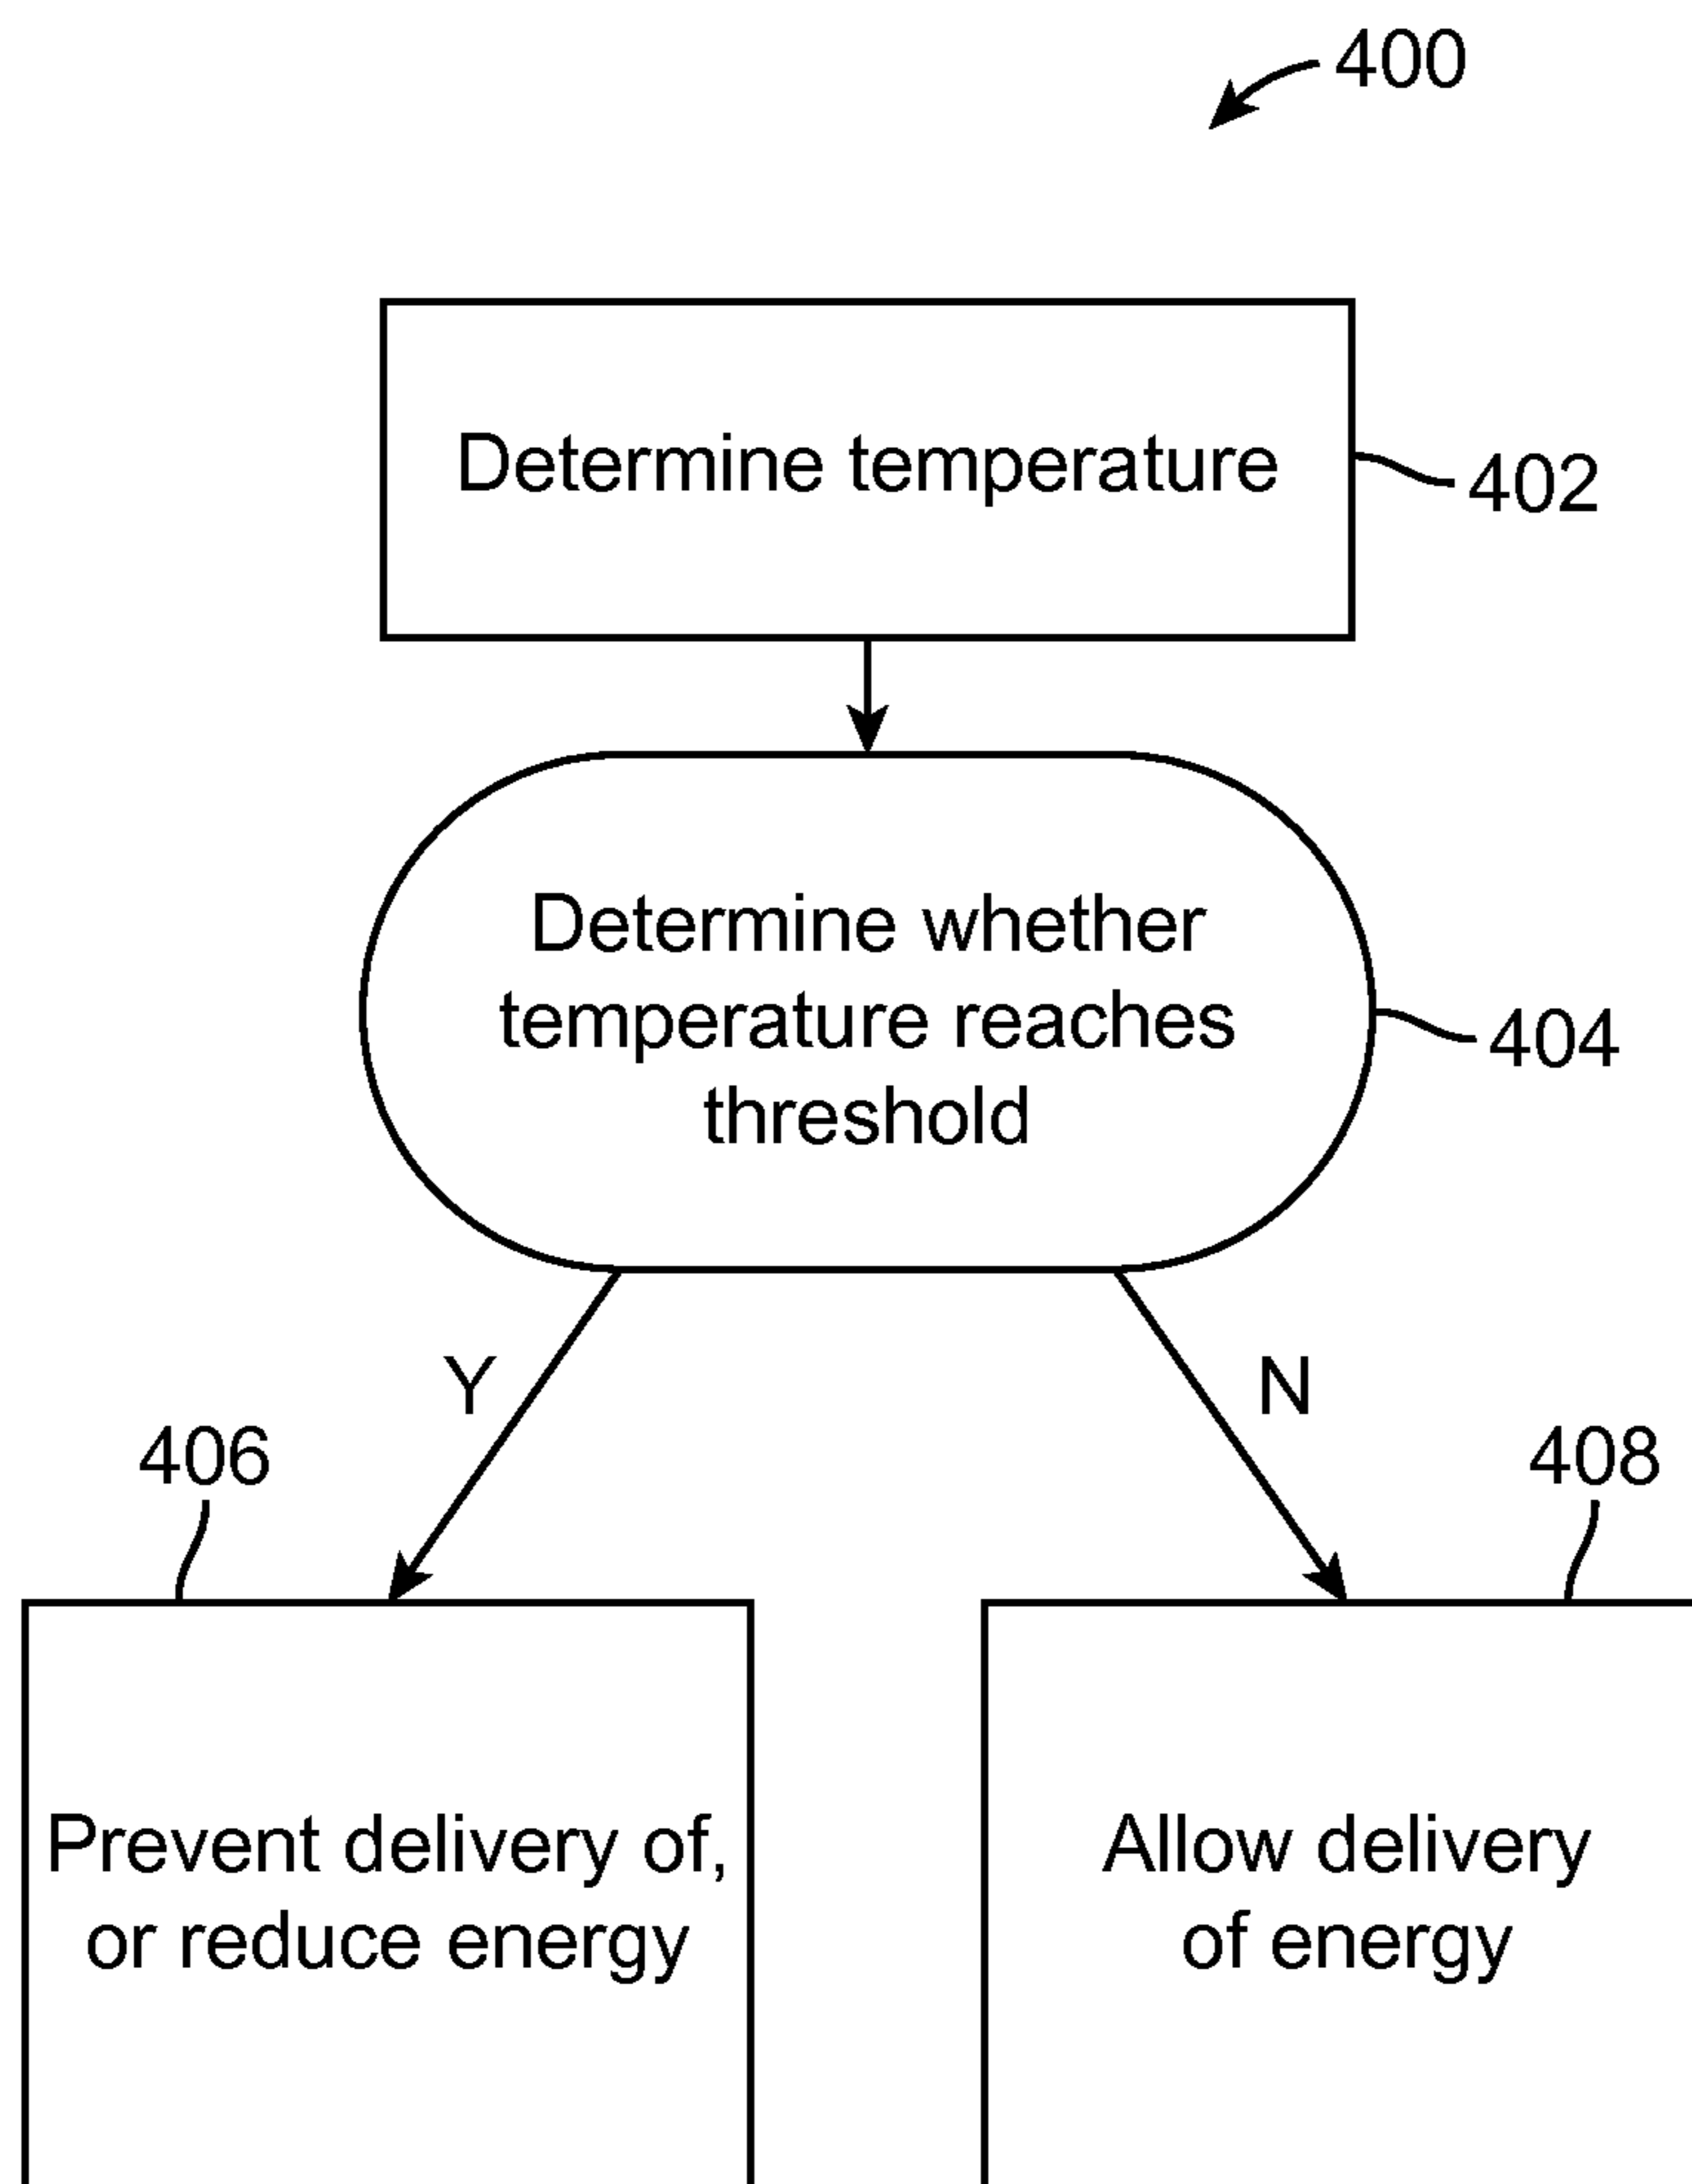 400
Determine temperature
402
Determine whether
temperature reaches
threshold
404
Y
N
406
408
Prevent delivery of,
or reduce energy
Allow delivery
of energy